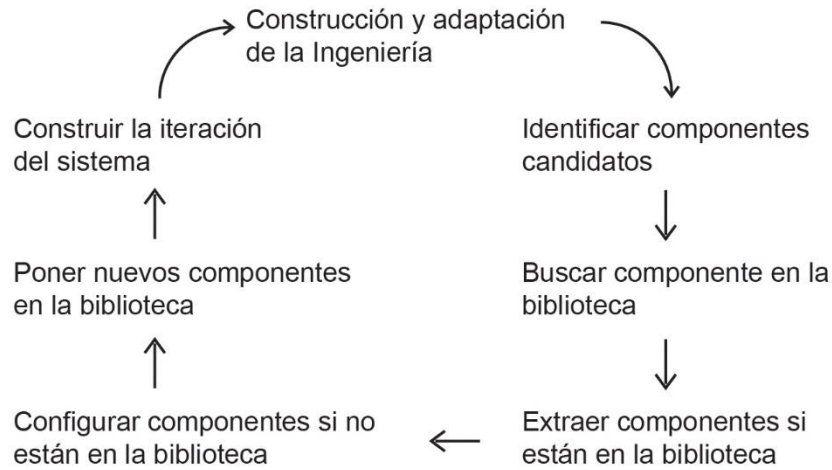 Construcción y adaptación
de la Ingeniería
Identificar componentes
candidatos
Buscar componente en la
biblioteca
Extraer componentes si
están en la biblioteca
Configurar componentes si no
están en la biblioteca
Poner nuevos componentes
en la biblioteca
Construir la iteración
del sistema